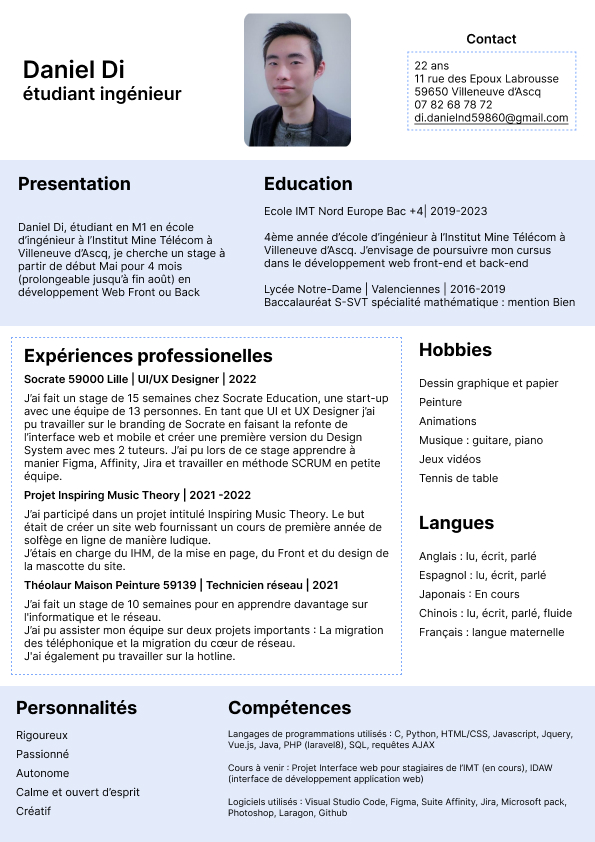 Daniel Di
étudiant ingénieur
Contact
22 ans
11 rue des Epoux Labrousse
59650 Villeneuve d'Ascq
07 82 68 78 72
di.danielnd59860@gmail.com
Presentation
Daniel Di, étudiant en M1 en école
d'ingénieur à l'Institut Mine Télécom à
Villeneuve d'Ascq, je cherche un stage à
partir de début Mai pour 4 mois
(prolongeable jusqu'à fin août) en
développement Web Front ou Back
Education
Ecole IMT Nord Europe Bac +4| 2019-2023
4ème année d'école d'ingénieur à l'Institut Mine Télécom à
Villeneuve d'Ascq. J'envisage de poursuivre mon cursus
dans le développement web front-end et back-end
Lycée Notre-Dame | Valenciennes | 2016-2019
Baccalauréat S-SVT spécialité mathématique : mention Bien
Expériences professionelles
Socrate 59000 Lille | UI/UX Designer | 2022
J'ai fait un stage de 15 semaines chez Socrate Education, une start-up
avec une équipe de 13 personnes. En tant que UI et UX Designer j'ai
pu travailler sur le branding de Socrate en faisant la refonte de
l'interface web et mobile et créer une première version du Design
System avec mes 2 tuteurs. J'ai pu lors de ce stage apprendre à
manier Figma, Affinity, Jira et travailler en méthode SCRUM en petite
équipe.
Projet Inspiring Music Theory | 2021 -2022
J'ai participé dans un projet intitulé Inspiring Music Theory. Le but
était de créer un site web fournissant un cours de première année de
solfège en ligne de manière ludique.
J'étais en charge du IHM, de la mise en page, du Front et du design de
la mascotte du site.
Théolaur Maison Peinture 59139 | Technicien réseau | 2021
J'ai fait un stage de 10 semaines pour en apprendre davantage sur
l'informatique et le réseau.
J'ai pu assister mon équipe sur deux projets importants : La migration
des téléphonique et la migration du cœur de réseau.
J'ai également pu travailler sur la hotline.
Hobbies
Dessin graphique et papier
Peinture
Animations
Musique : guitare, piano
Jeux vidéos
Tennis de table
Langues
Anglais : lu, écrit, parlé
Espagnol : lu, écrit, parlé
Japonais : En cours
Chinois : lu, écrit, parlé, fluide
Français : langue maternelle
Personnalités
Rigoureux
Passionné
Autonome
Calme et ouvert d'esprit
Créatif
Compétences
Langages de programmations utilisés : C, Python, HTML/CSS, Javascript, Jquery,
Vue.js, Java, PHP (laravel8), SQL, requêtes AJAX
Cours à venir : Projet Interface web pour stagiaires de l'IMT (en cours), IDAW
(interface de développement application web)
Logiciels utilisés : Visual Studio Code, Figma, Suite Affinity, Jira, Microsoft pack,
Photoshop, Laragon, Github